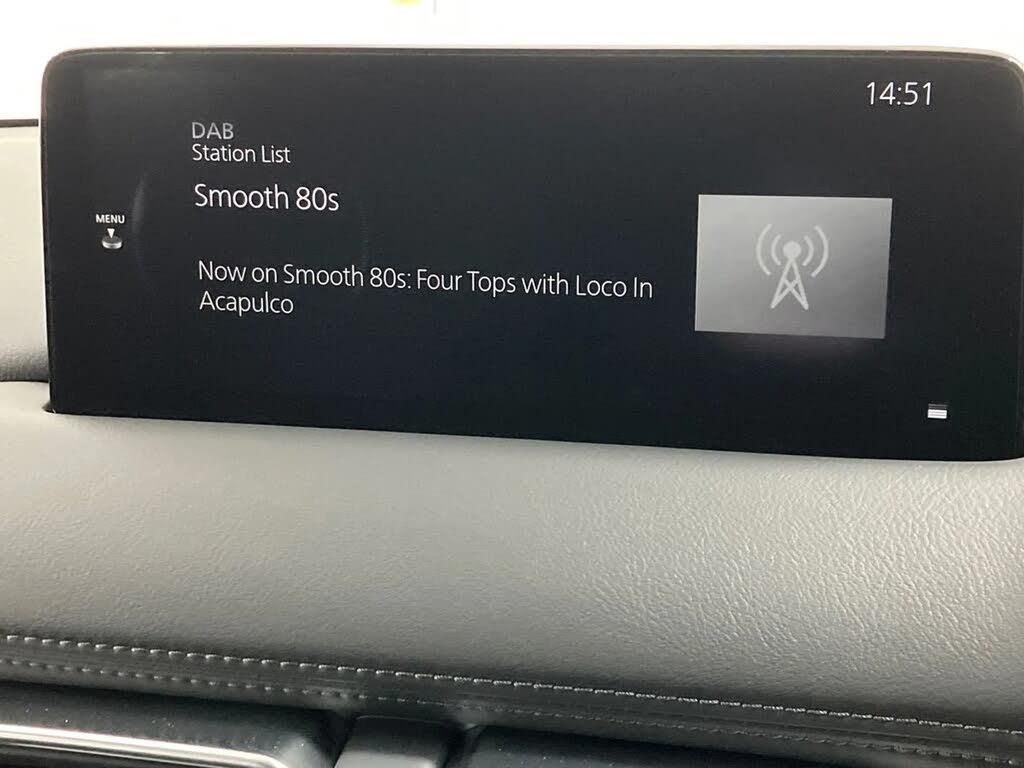 14:51
DAB
Station List
Smooth 80s
MENU
Now on Smooth 80s: Four Tops with Loco In
Acapulco